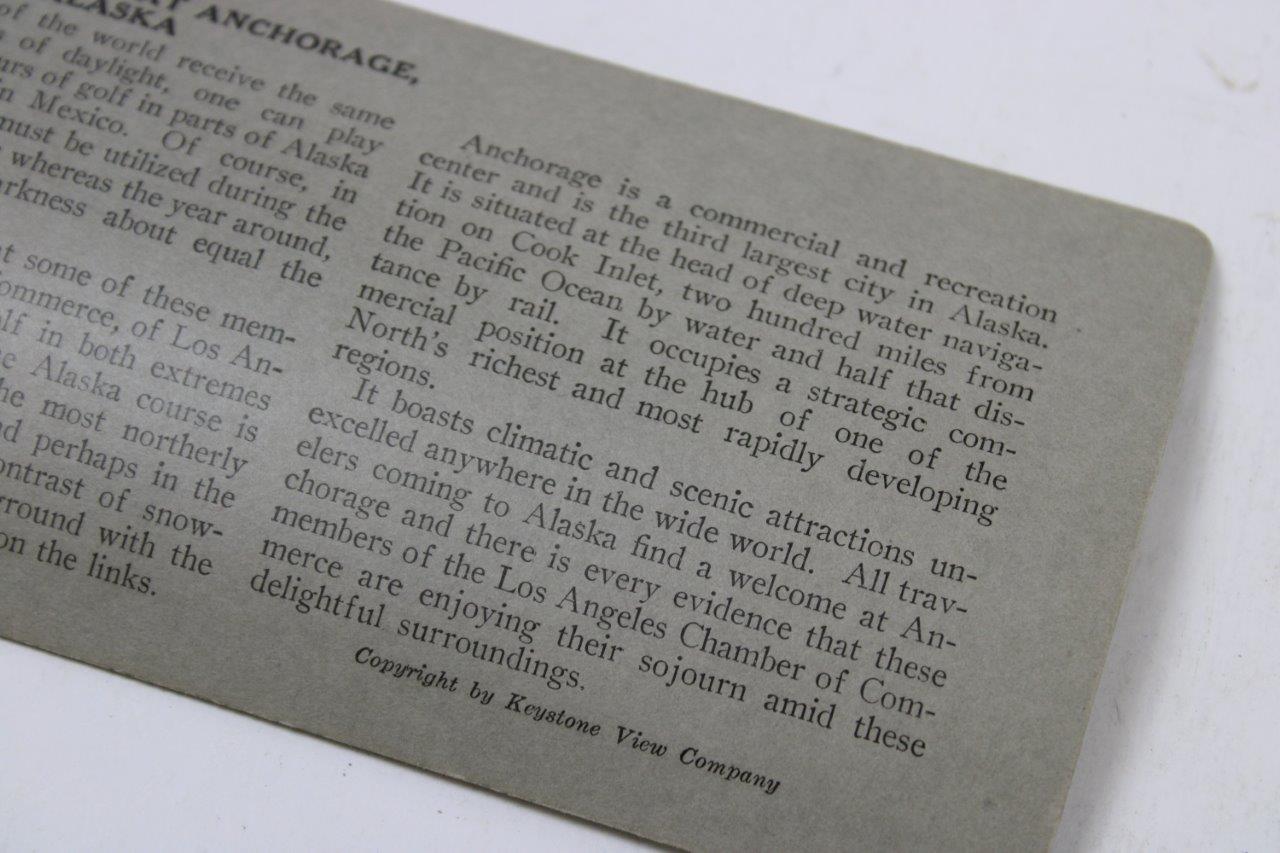 AT ANCHORAGE,
ALASKA
of the world receive the same
of daylight, one can play
of golf in parts of Alaska
in Mexico. Of course, in
must be utilized during the
whereas the year around,
about equal the
some of these mem-
of Los An-
in both extremes
Alaska course is
most northerly
perhaps in the
of snow-
with the
on the links.
Anchorage is a commercial and recreation
center and is the third largest city in Alaska.
It is situated at the head of deep water naviga-
tion on Cook Inlet, two hundred miles from
the Pacific Ocean by water and half that dis-
tance by rail. It occupies a strategic com-
mercial position at the hub of one of the
North's richest and most rapidly developing
regions.
It boasts climatic and scenic attractions un-
excelled anywhere in the wide world. All trav-
elers coming to Alaska find a welcome at An-
chorage and there is every evidence that these
members of the Los Angeles Chamber of Com-
merce are enjoying their sojourn amid these
delightful surroundings.
Copyright by Keystone View Company